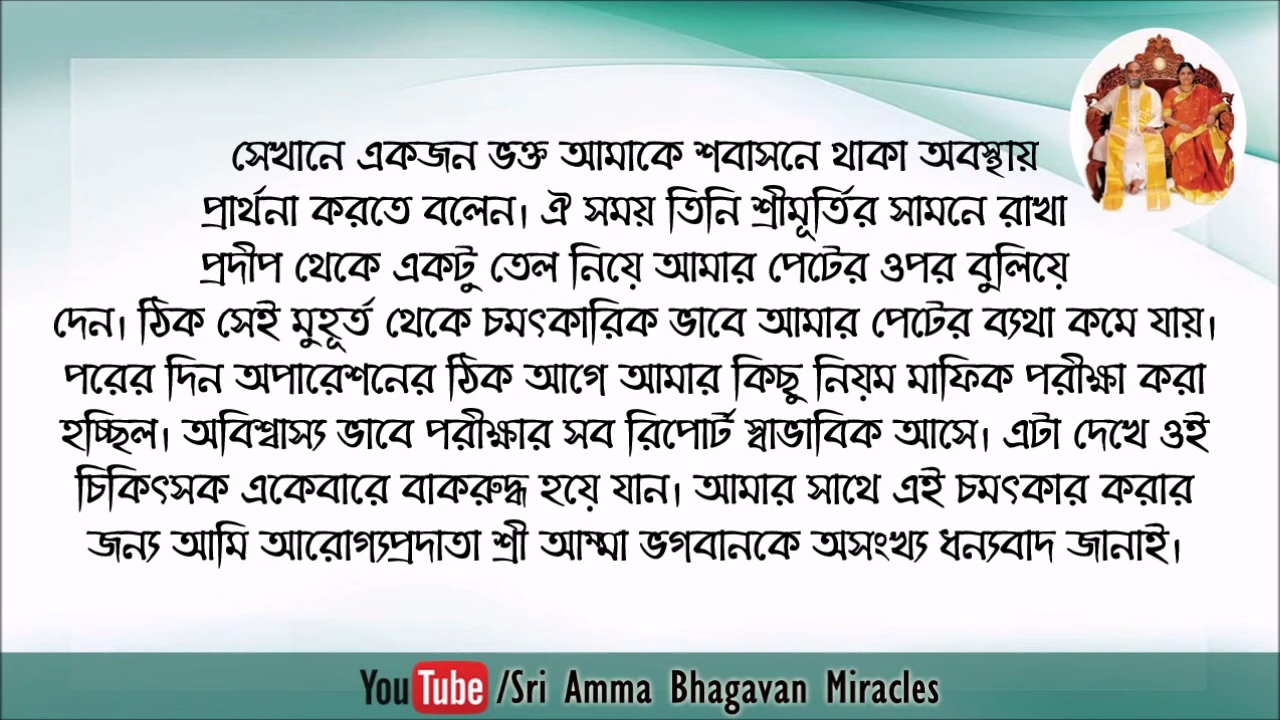 সেখানে একজন ভক্ত আমাকে শবাসনে থাকা অবস্থায়
প্রার্থনা করতে বলেন। ঐ সময় তিনি শ্রীমূর্তির সামনে রাখা
প্রদীপ থেকে একটু তেল নিয়ে আমার পেটের ওপর বুলিয়ে
দেন। ঠিক সেই মুহূর্ত থেকে চমৎকারিক ভাবে আমার পেটের ব্যথা কমে যায়।
পরের দিন অপারেশনের ঠিক আগে আমার কিছু নিয়ম মাফিক পরীক্ষা করা
হচ্ছিল। অবিশ্বাস্য ভাবে পরীক্ষার সব রিপোর্ট স্বাভাবিক আসে। এটা দেখে ওই
চিকিৎসক একেবারে বাকরুদ্ধ হয়ে যান। আমার সাথে এই চমৎকার করার
জন্য আমি আরোগ্যপ্রদাতা শ্রী আম্মা ভগবানকে অসংখ্য ধন্যবাদ জানাই।
YouTube /Sri Amma Bhagavan Miracles